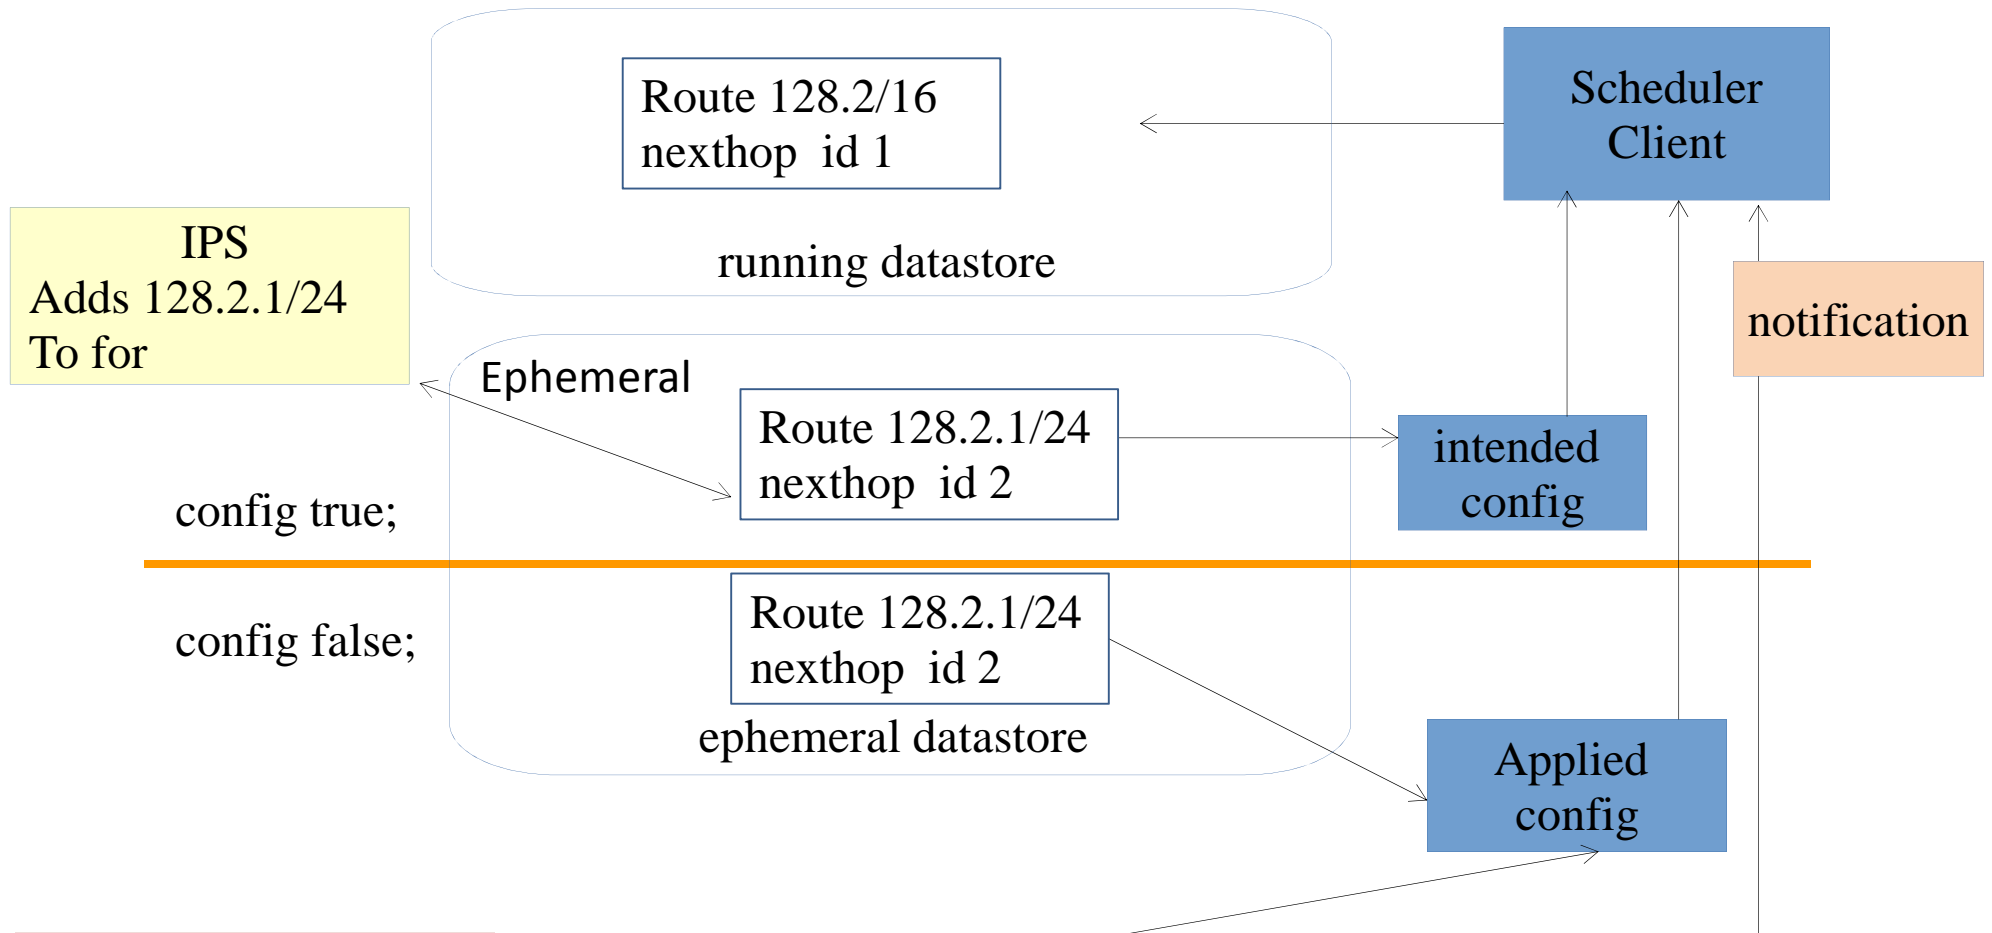 Route 128.2/16
nexthop id 1
running datastore
Scheduler
Client
IPS
Adds 128.2.1/24
To for
notification
Ephemeral
Route 128.2.1/24
nexthop id 2
intended
config
config true;
config false;
Route 128.2.1/24
nexthop id 2
ephemeral datastore
Applied
config